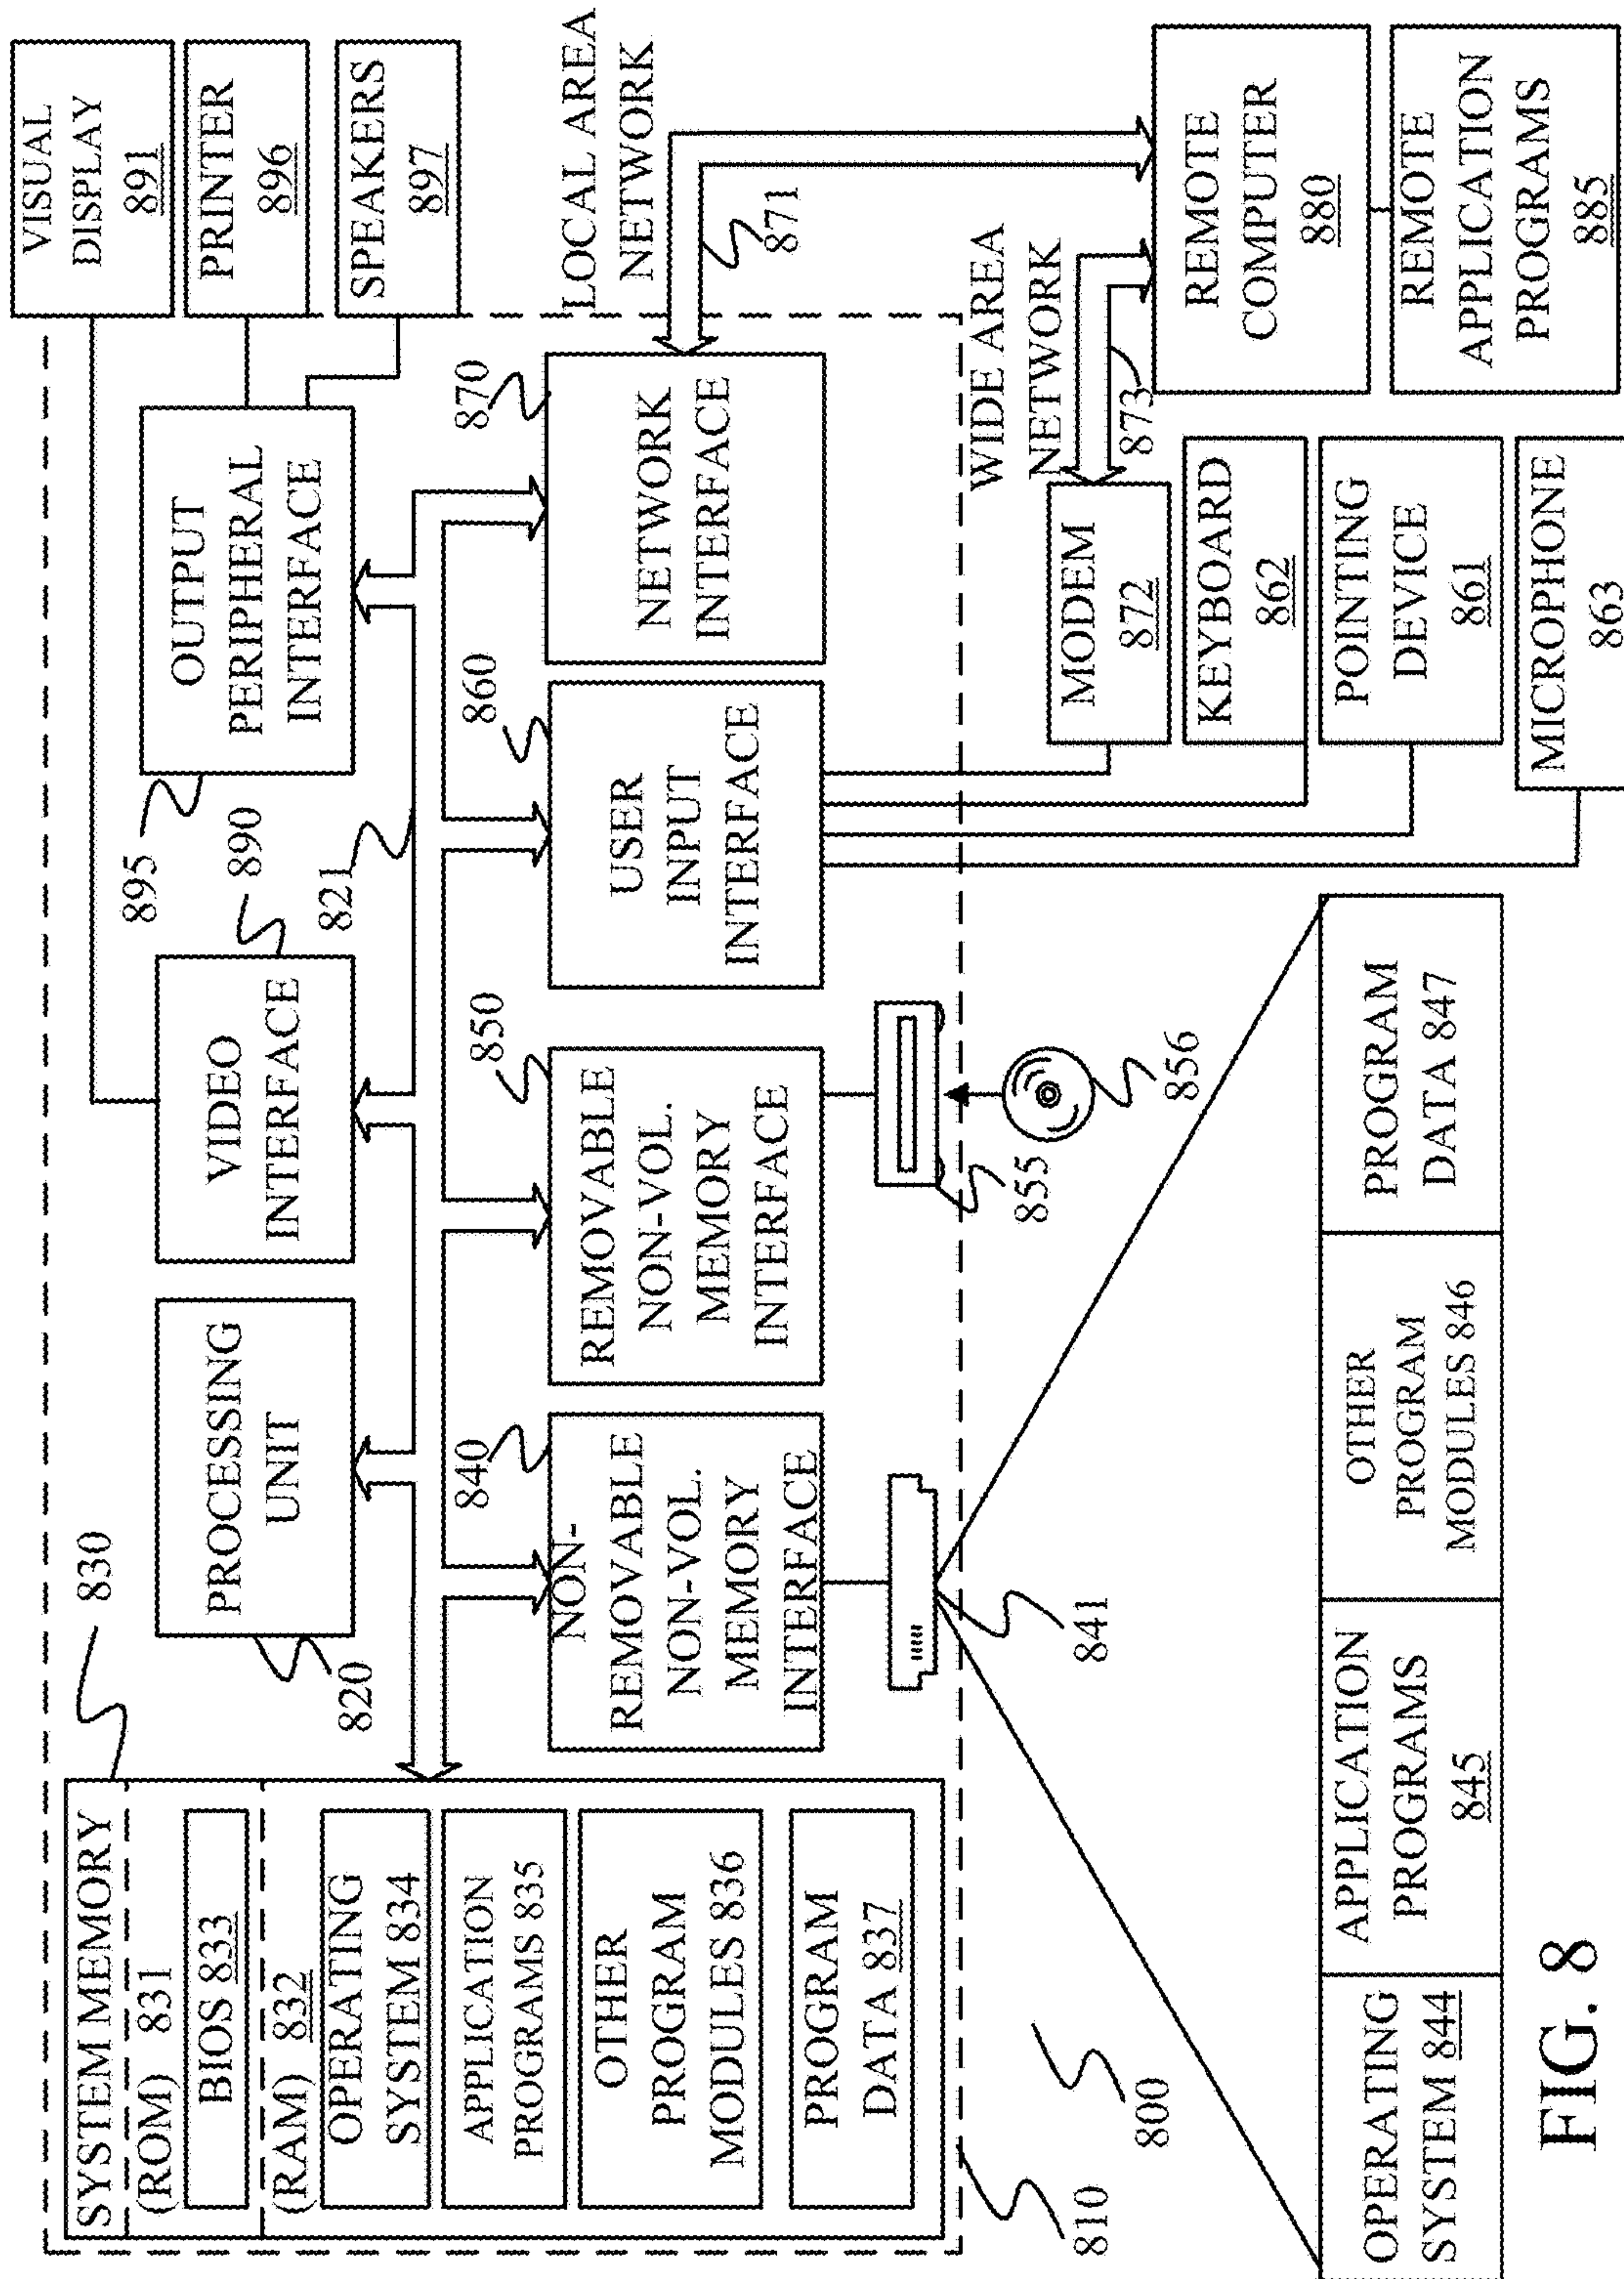 SYSTEM MEMORY
(ROM) 831
BIOS 833
(RAM) 832
OPERATING
SYSTEM 834
APPLICATION
PROGRAMS 835
OTHER
PROGRAM
MODULES 836
PROGRAM
DATA 837
830
PROCESSING
UNIT
820
VIDEO
INTERFACE
890
821
OUTPUT
PERIPHERAL
INTERFACE
895
VISUAL
DISPLAY
891
PRINTER
896
SPEAKERS
897
NON-
REMOVABLE
NON-VOL.
MEMORY
INTERFACE
840
REMOVABLE
NON-VOL.
MEMORY
INTERFACE
850
USER
INPUT
INTERFACE
860
NETWORK
INTERFACE
870
LOCAL AREA
NETWORK
871
841
855
856
810
800
WIDE AREA
NETWORK
873
MODEM
872
KEYBOARD
862
POINTING
DEVICE
861
MICROPHONE
863
REMOTE
COMPUTER
880
REMOTE
APPLICATION
PROGRAMS
885
OPERATING
SYSTEM 844
APPLICATION
PROGRAMS
845
OTHER
PROGRAM
MODULES 846
PROGRAM
DATA 847
FIG. 8